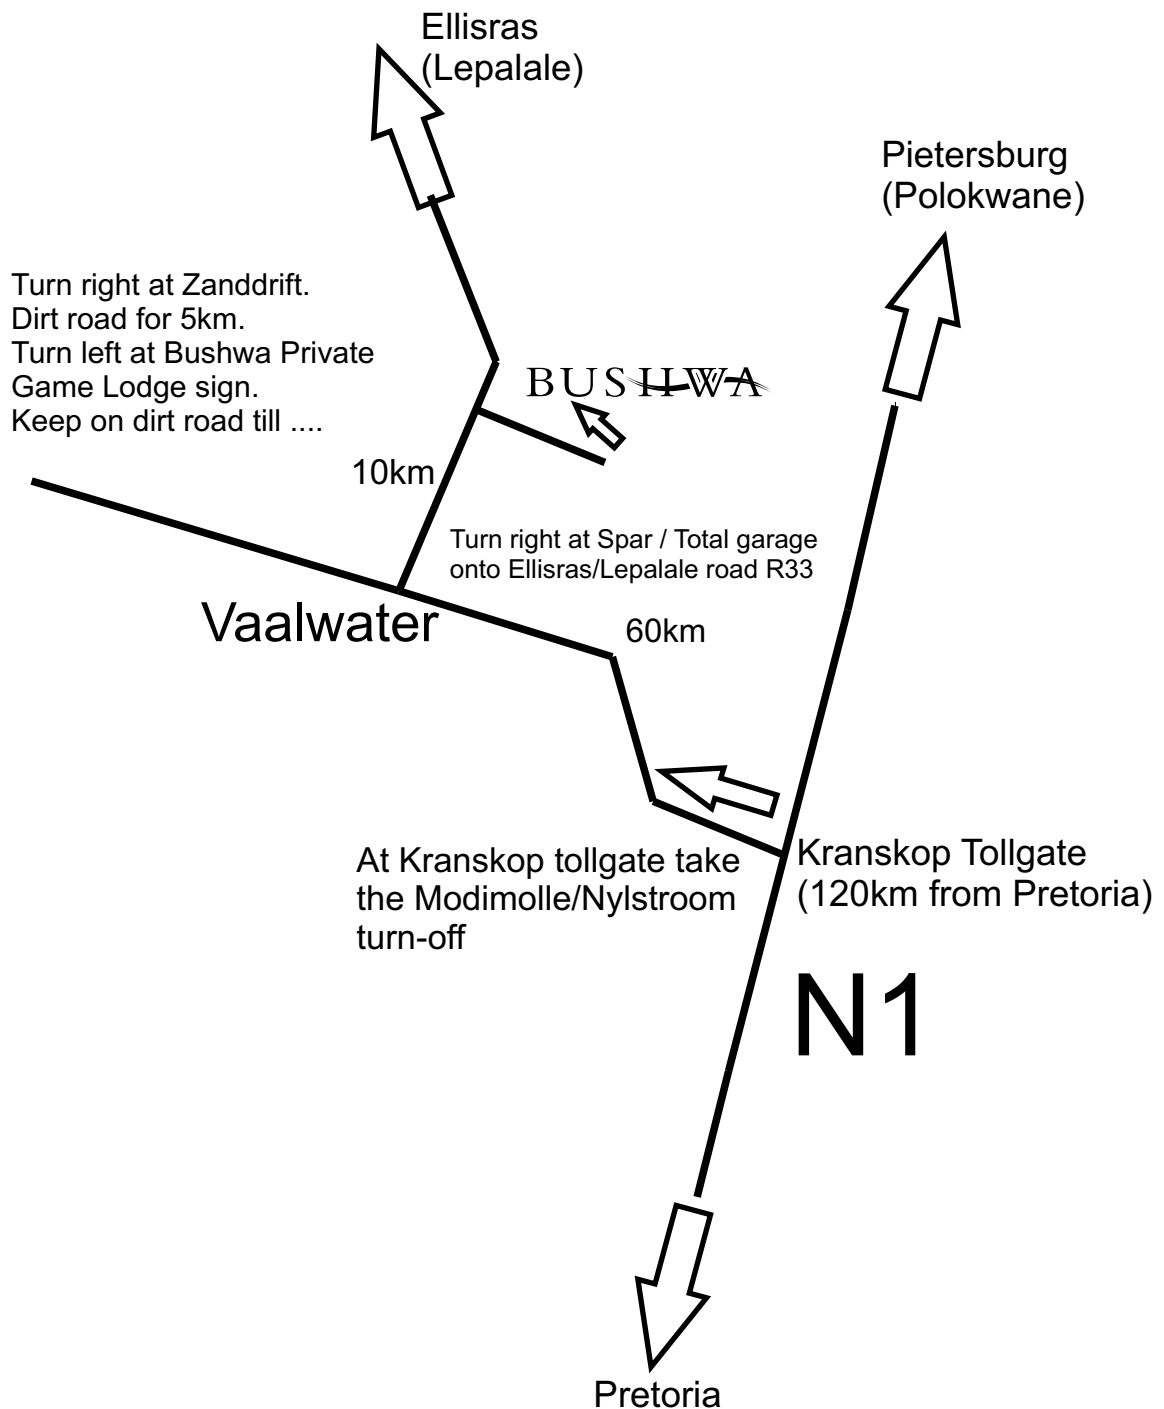 Ellisras
(Lepalale)
Pietersburg
(Polokwane)
Turn right at Zanddrift.
Dirt road for 5km.
Turn left at Bushwa Private
Game Lodge sign.
Keep on dirt road till ....
BUSHWA
10km
Turn right at Spar / Total garage
onto Ellisras/Lepalale road R33
Vaalwater
60km
At Kranskop tollgate take
the Modimolle/Nylstroom
turn-off
Kranskop Tollgate
(120km from Pretoria)
N1
Pretoria